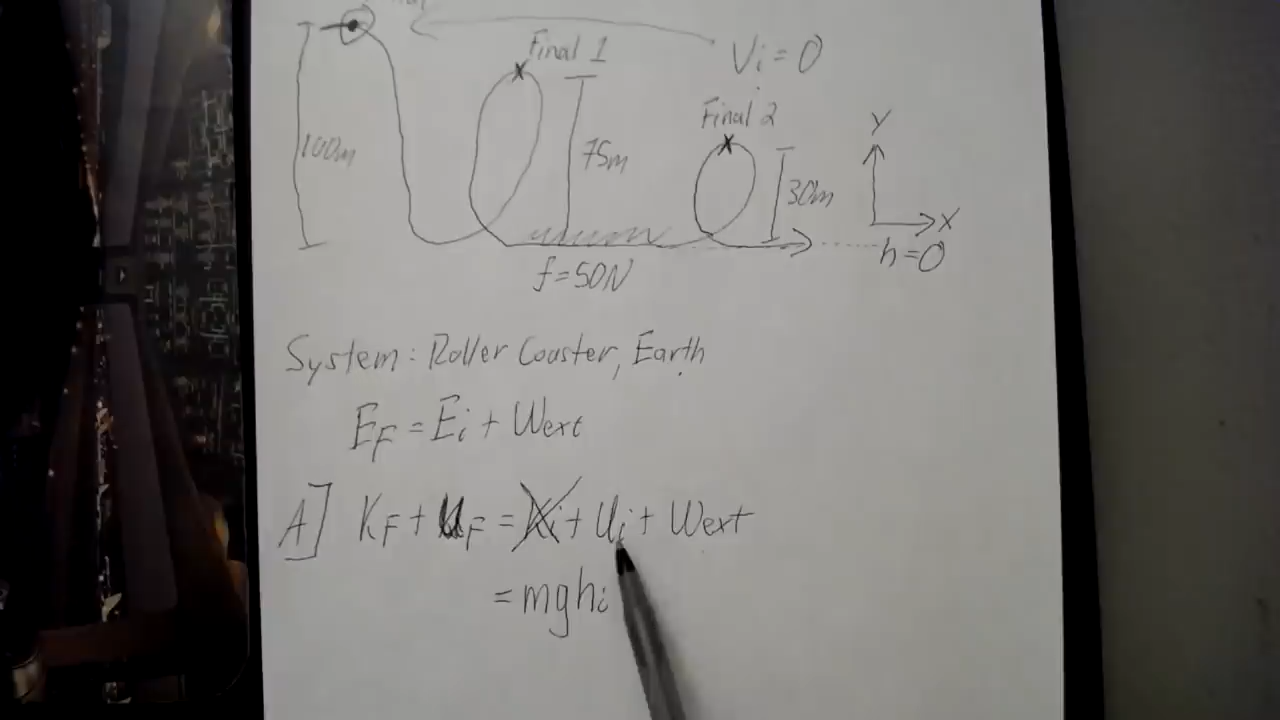 Final 1
Vi = 0
Final 2
Y
100m
75m
30m
X
h=0
f=50N
System: Roller Coaster, Earth
EF = Ei + Wext
A] KF + UF = Ki + Ui + Wext
= mghi